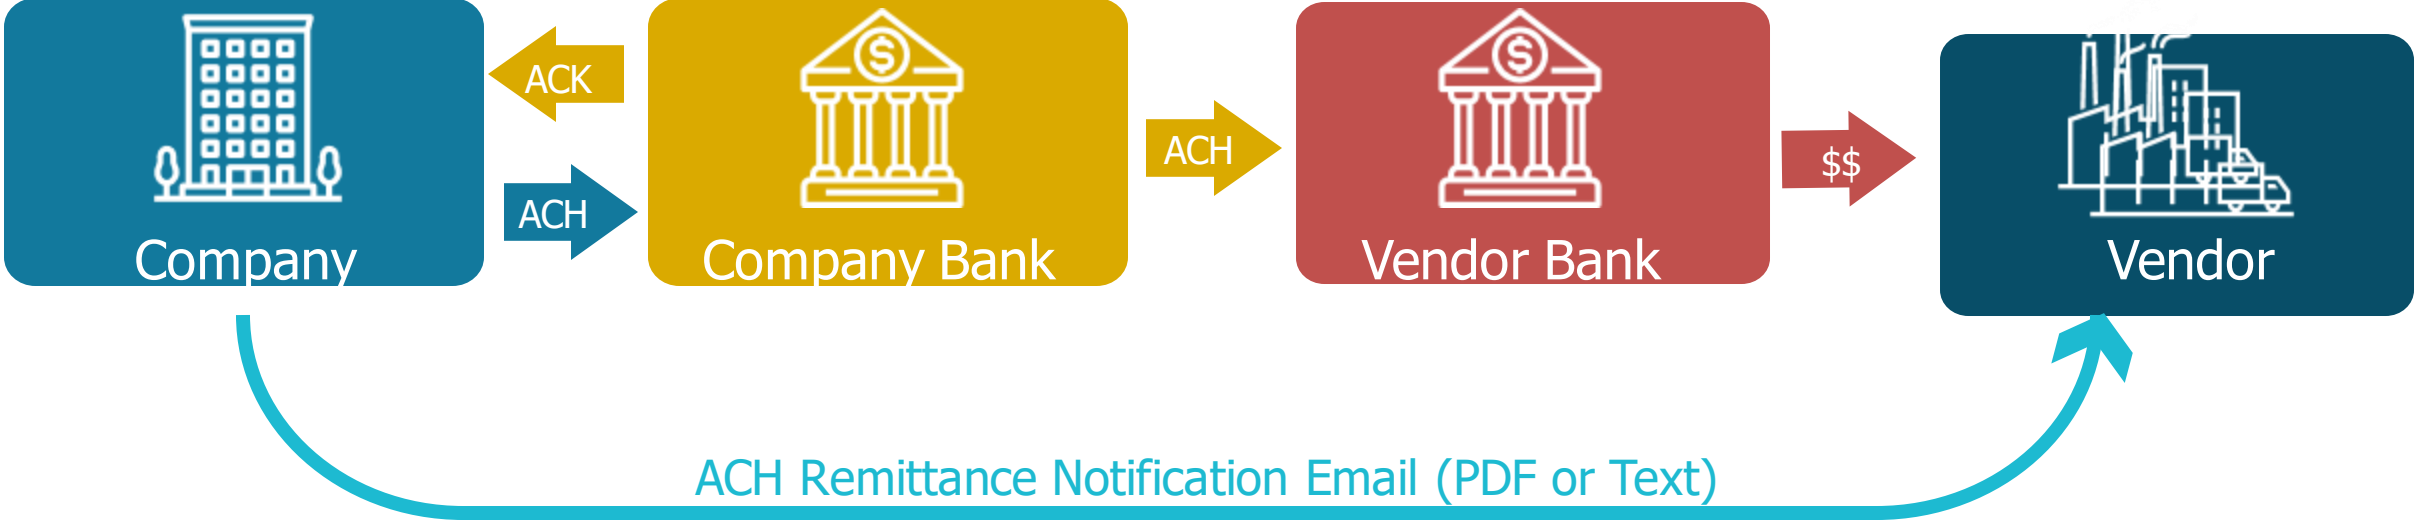 ACK
ACH
ACH
$$
Company
Company Bank
Vendor Bank
Vendor
ACH Remittance Notification Email (PDF or Text)